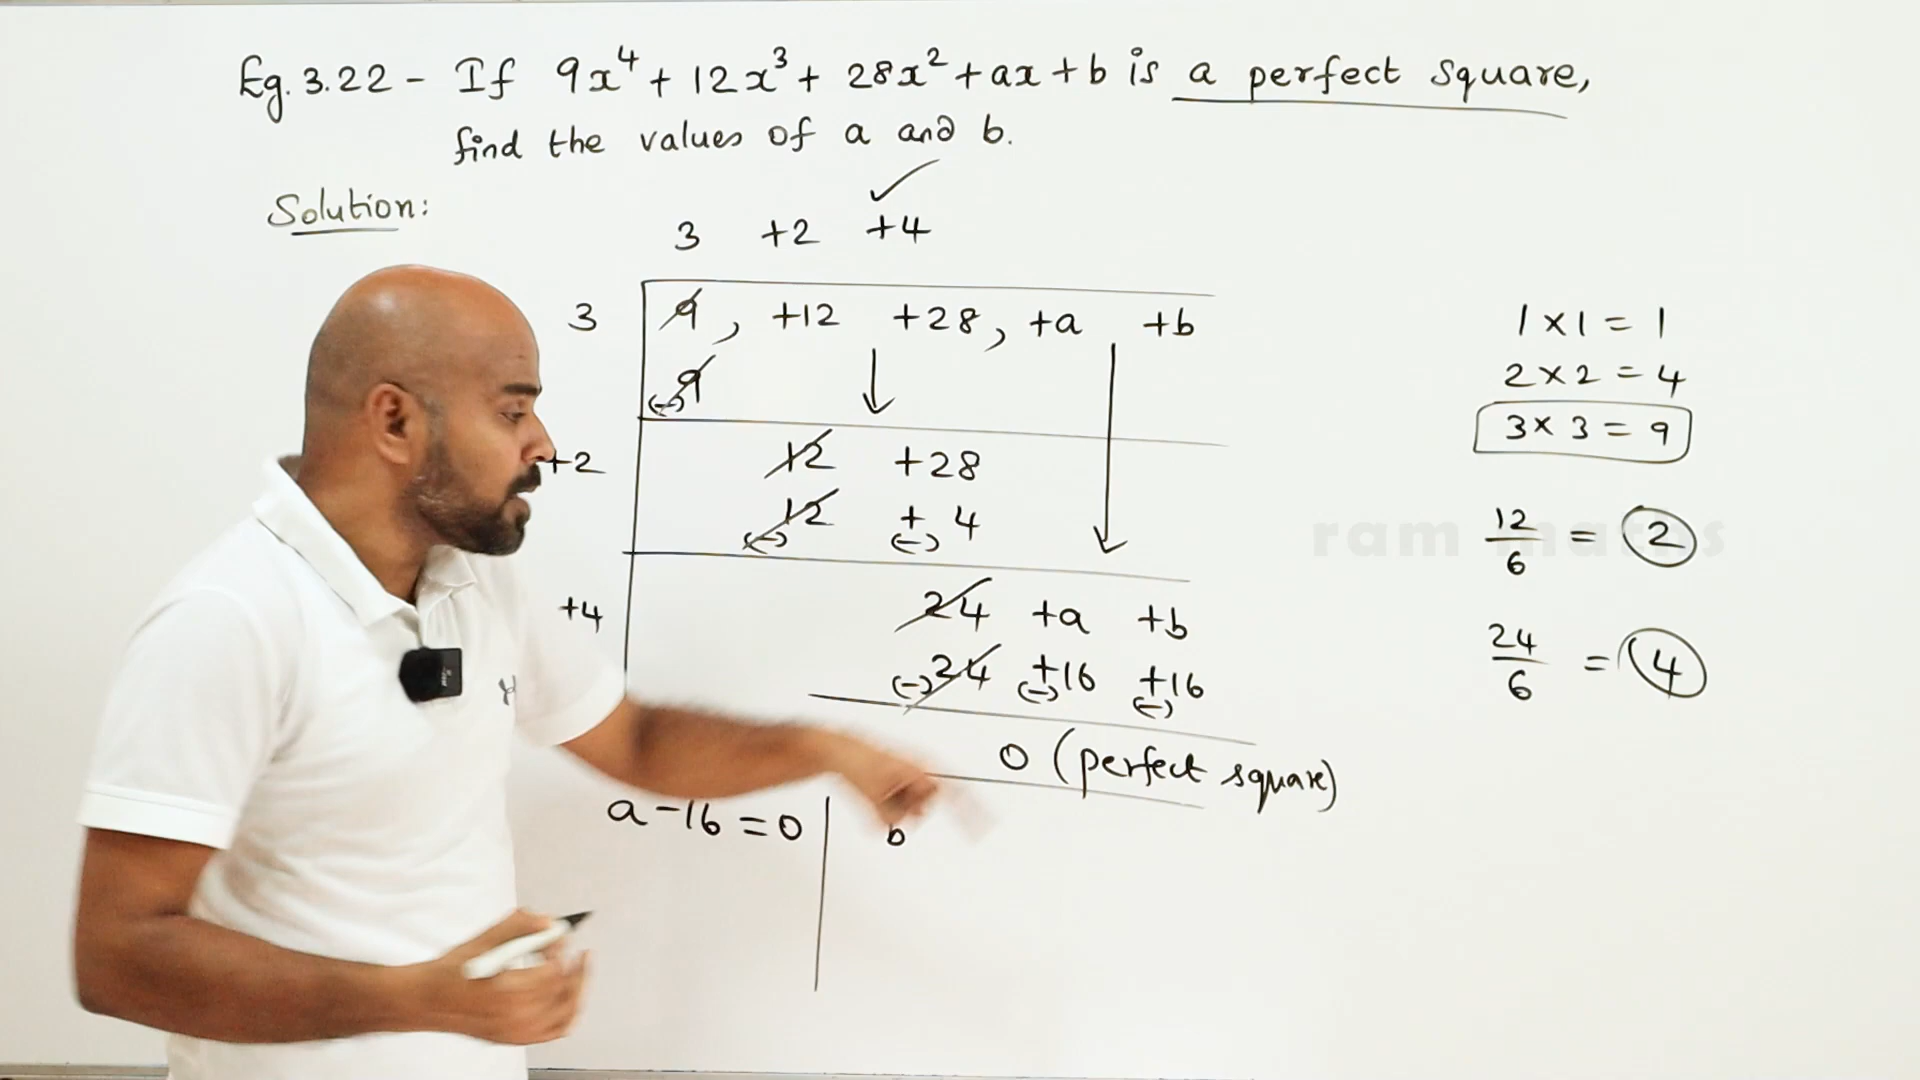 Eg. 3.22 - If 9x⁴ + 12x³ + 28x² + ax + b is a perfect square,
find the values of a and b.
Solution:
3 +2 +4
3 9, +12 +28, +a +b
(-) 9
+2 12 +28
(-) 12 + (-) 4
+4 24 +a +b
(-) 24 + (-) 16 + (-) 16
0 (perfect square)
a - 16 = 0
b
1 × 1 = 1
2 × 2 = 4
3 × 3 = 9
12/6 = 2
24/6 = 4
ram maths